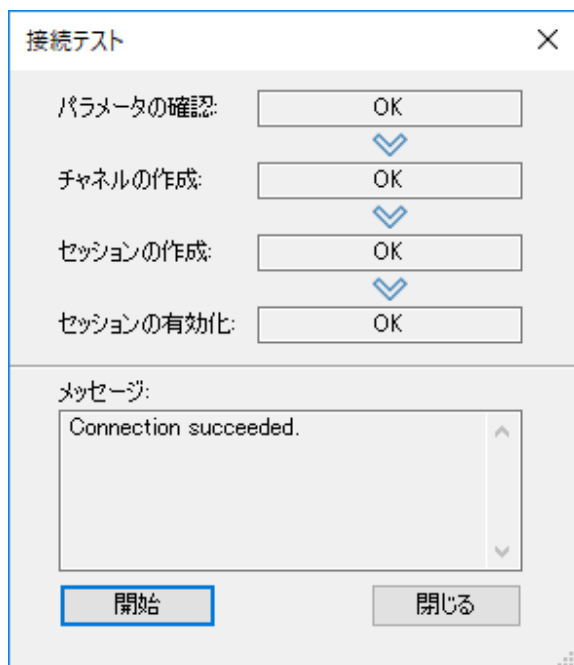 接続テスト
パラメータの確認: OK
チャネルの作成: OK
セッションの作成: OK
セッションの有効化: OK
メッセージ:
Connection succeeded.
開始 閉じる